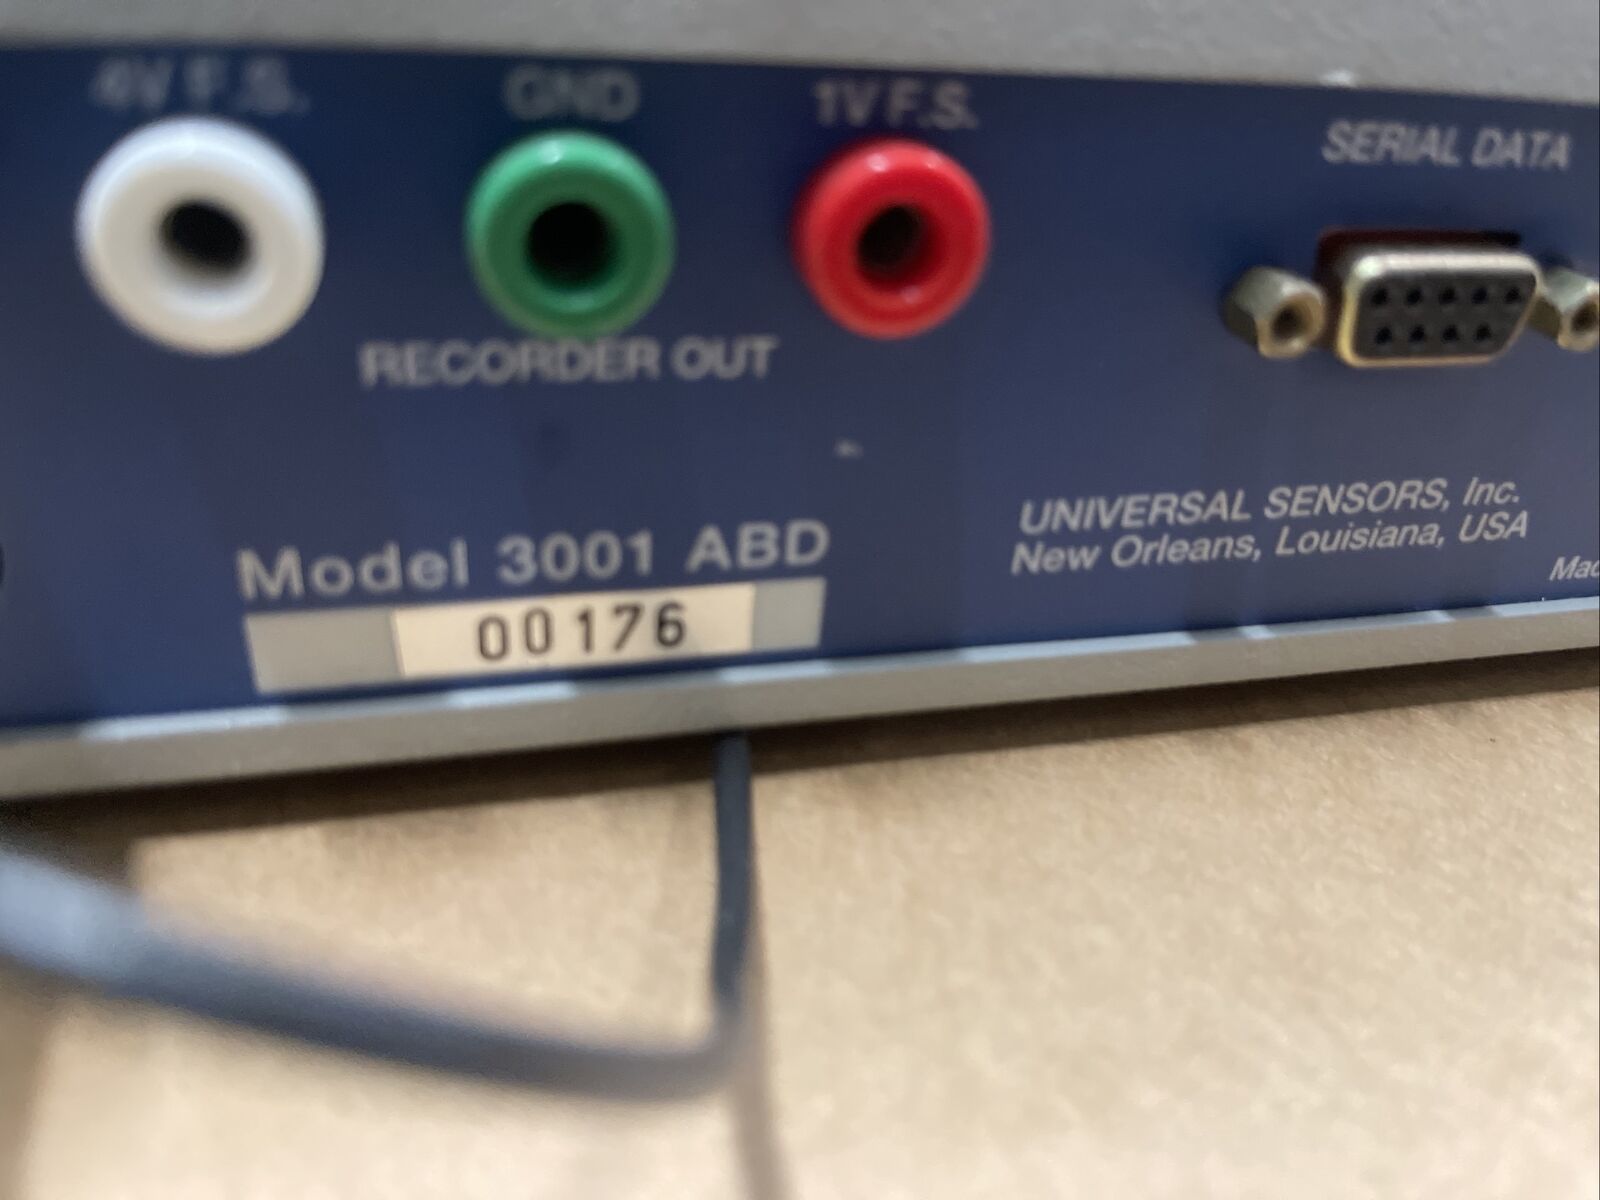 4V F.S.
GND
1V F.S.
SERIAL DATA
RECORDER OUT
UNIVERSAL SENSORS, Inc.
New Orleans, Louisiana, USA
Model 3001 ABD
00176